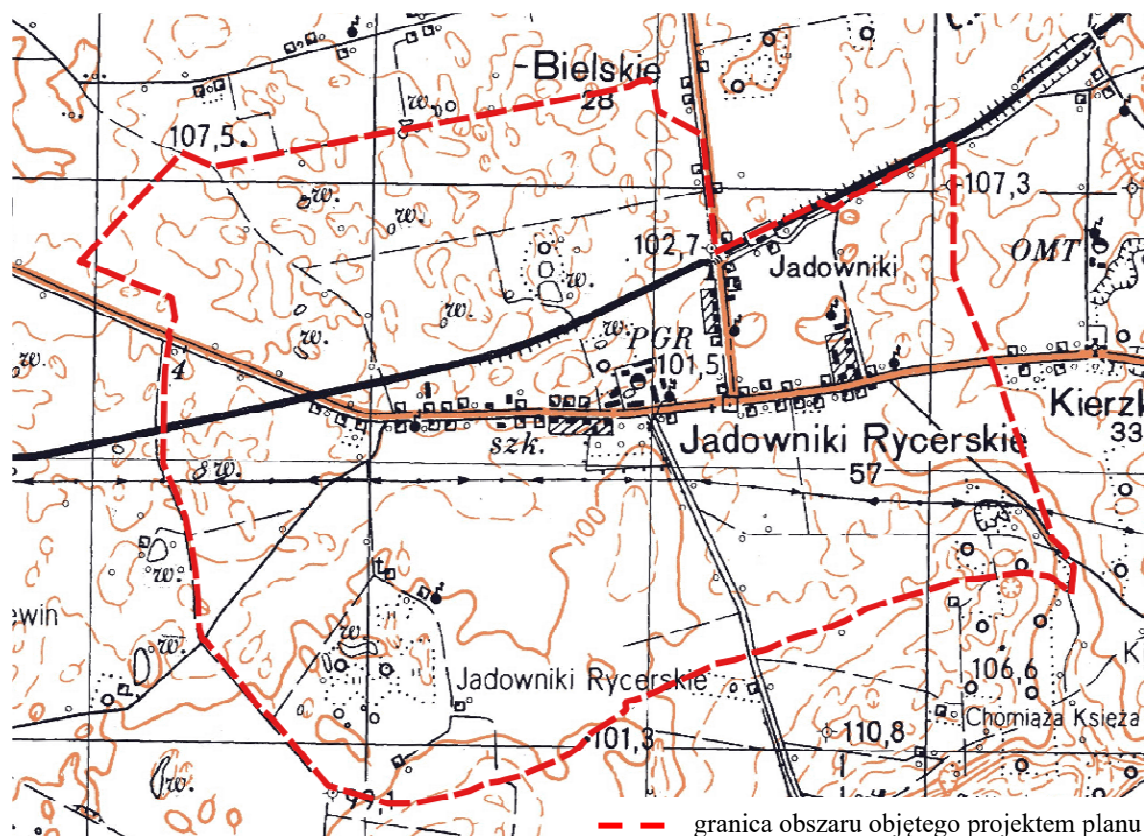 -Bielskie
28
w.
107,5
w.
w.
107,3
102,7
OMT
Jadowniki
w.
w.
w.
PGR
w.
101,5
4
Kierzk
33
szk.
Jadowniki Rycerskie
57
8 w.
100
w.
ewin
w.
w.
Jadowniki Rycerskie
106,6
K
Chomiąża Księża
101,3
110,8
w.
99,1
granica obszaru objętego projektem planu